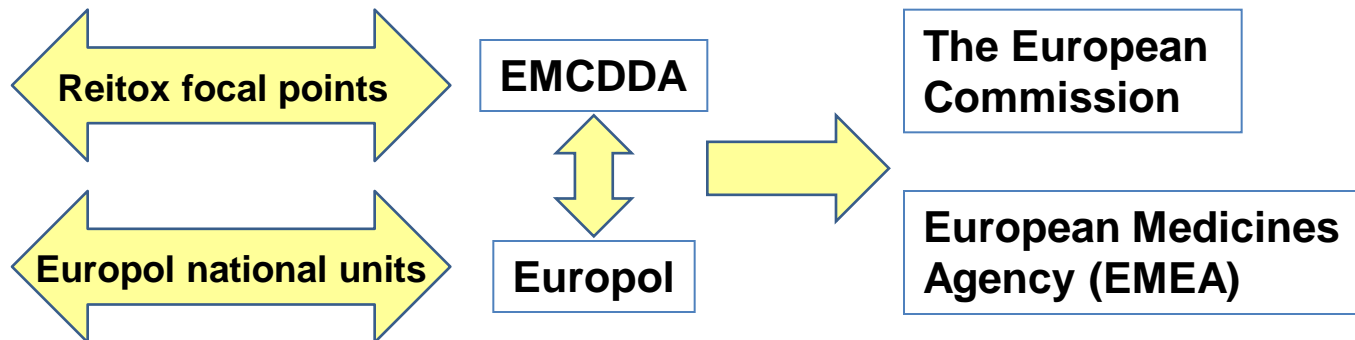 Reitox focal points
EMCDDA
The European
Commission
Europol national units
Europol
European Medicines
Agency (EMEA)